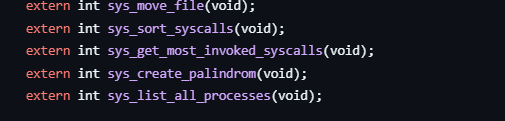 extern int sys_move_file(void);
extern int sys_sort_syscalls(void);
extern int sys_get_most_invoked_syscalls(void);
extern int sys_create_palindrom(void);
extern int sys_list_all_processes(void);